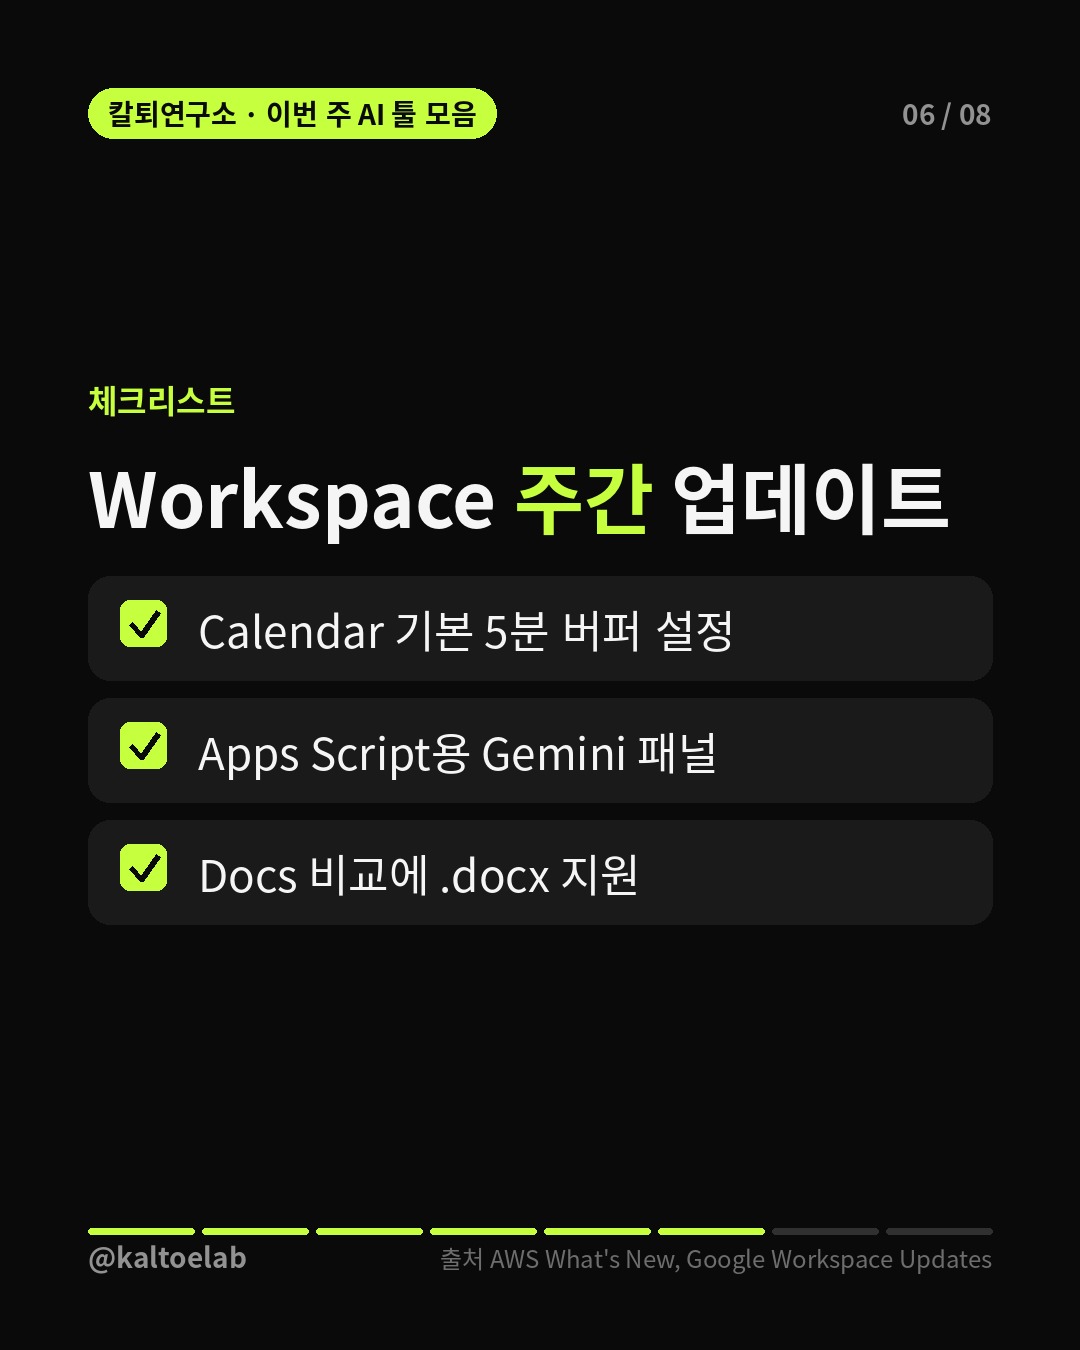 칼퇴연구소 · 이번 주 AI 툴 모음
06 / 08
체크리스트
Workspace 주간 업데이트
Calendar 기본 5분 버퍼 설정
Apps Script용 Gemini 패널
Docs 비교에 .docx 지원
@kaltoelab
출처 AWS What's New, Google Workspace Updates